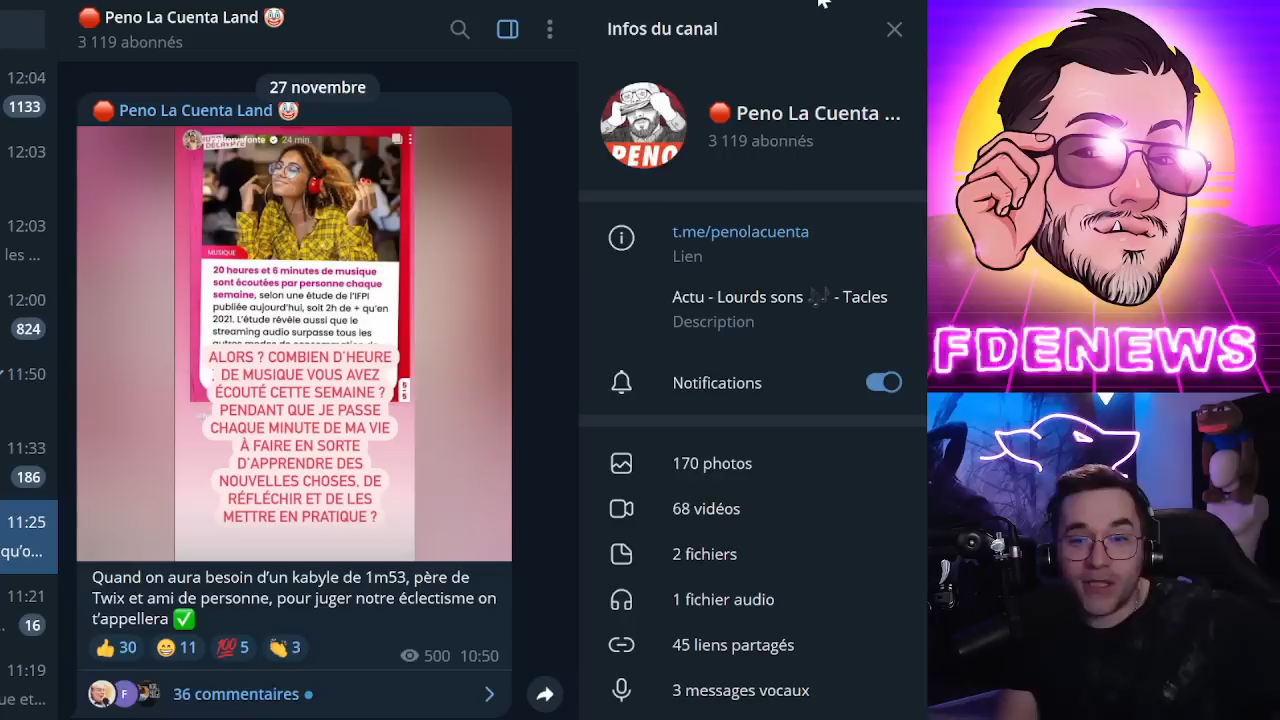 12:04
1133
12:03
12:03
les ...
12:00
824
11:50
11:33
186
11:25
qu'o...
11:21
16
11:19
ue et...
🛑 Peno La Cuenta Land 🤡
3 119 abonnés
27 novembre
🛑 Peno La Cuenta Land 🤡
24 min
MUSIQUE
20 heures et 6 minutes de musique
sont écoutées par personne chaque
semaine, selon une étude de l'IFPI
publiée aujourd'hui, soit 2h de + qu'en
2021. L'étude révèle aussi que le
streaming audio surpasse tous les
ALORS ? COMBIEN D'HEURE
DE MUSIQUE VOUS AVEZ
ÉCOUTÉ CETTE SEMAINE ?
PENDANT QUE JE PASSE
CHAQUE MINUTE DE MA VIE
À FAIRE EN SORTE
D'APPRENDRE DES
NOUVELLES CHOSES, DE
RÉFLÉCHIR ET DE LES
METTRE EN PRATIQUE ?
Quand on aura besoin d'un kabyle de 1m53, père de
Twix et ami de personne, pour juger notre éclectisme on
t'appellera ✅
👍 30 😁 11 💯 5 👏 3
500 10:50
F
36 commentaires
Infos du canal
🛑 Peno La Cuenta ...
3 119 abonnés
PENO
t.me/penolacuenta
Lien
Actu - Lourds sons 🎶 - Tacles
Description
Notifications
170 photos
68 vidéos
2 fichiers
1 fichier audio
45 liens partagés
3 messages vocaux
FDENEWS